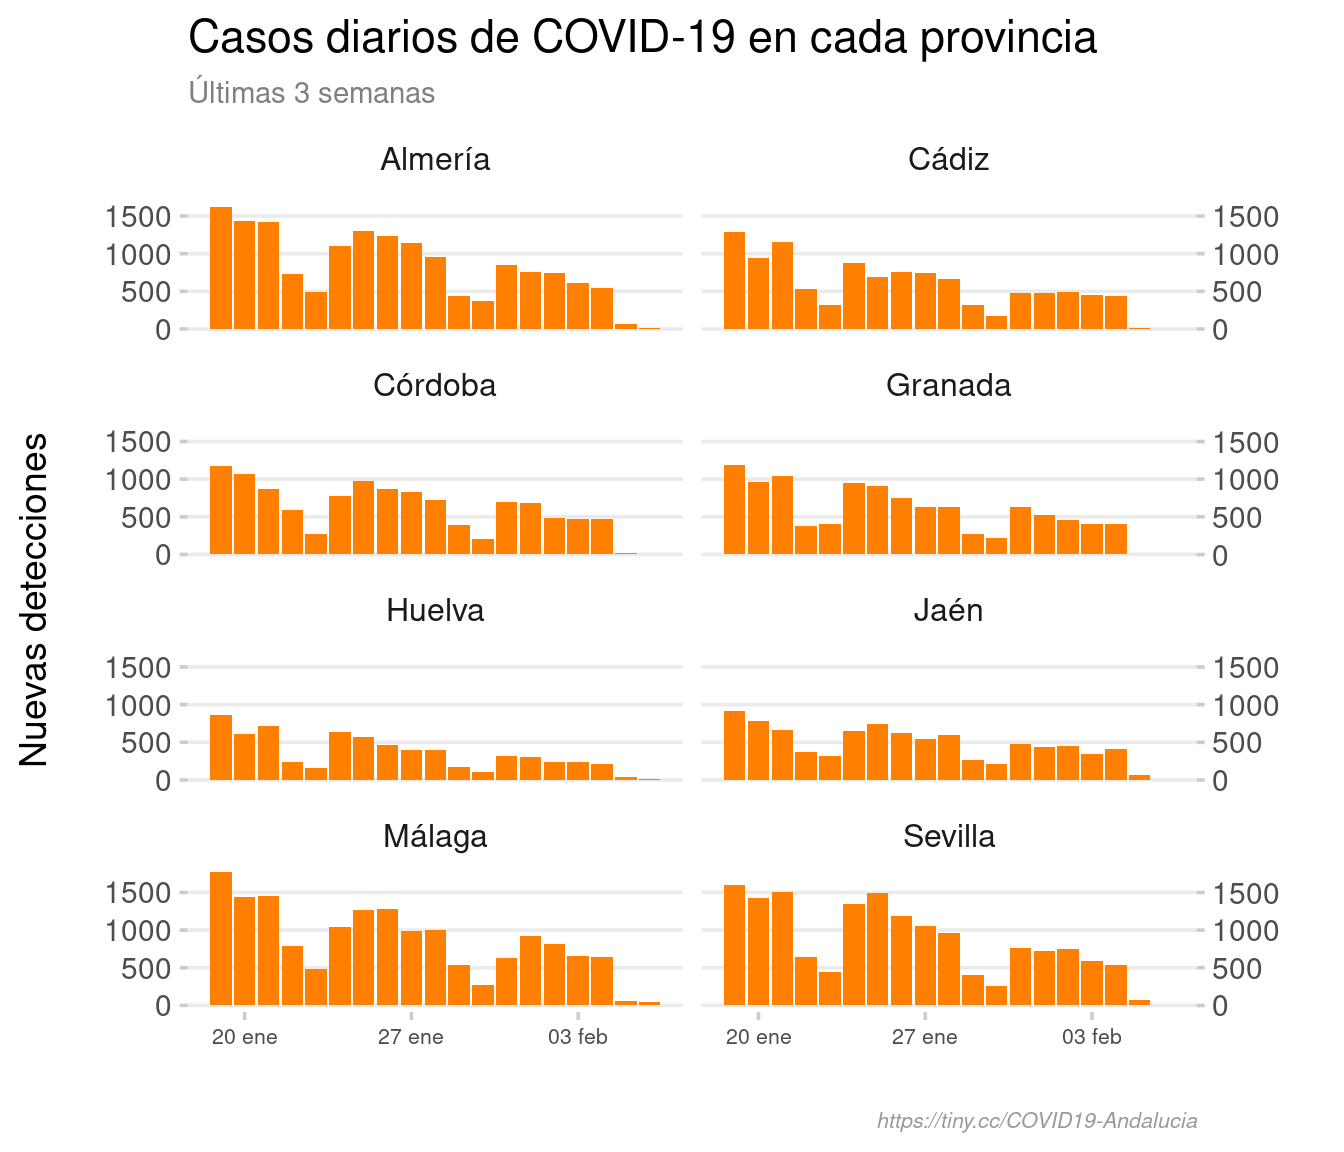 Casos diarios de COVID-19 en cada provincia
Últimas 3 semanas
Nuevas detecciones
Almería
Cádiz
1500
1000
500
0
1500
1000
500
0
Córdoba
Granada
1500
1000
500
0
1500
1000
500
0
Huelva
Jaén
1500
1000
500
0
1500
1000
500
0
Málaga
Sevilla
1500
1000
500
0
1500
1000
500
0
20 ene
27 ene
03 feb
20 ene
27 ene
03 feb
https://tiny.cc/COVID19-Andalucia